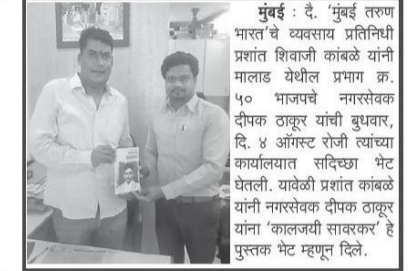 मुंबई : दै. ‘मुंबई तरुण
भारत’चे व्यवसाय प्रतिनिधी
प्रशांत शिवाजी कांबळे यांनी
मालाड येथील प्रभाग क्र.
५० भाजपचे नगरसेवक
दीपक ठाकूर यांची बुधवार,
दि. ४ ऑगस्ट रोजी त्यांच्या
कार्यालयात सदिच्छा भेट
घेतली. यावेळी प्रशांत कांबळे
यांनी नगरसेवक दीपक ठाकूर
यांना ‘कालजयी सावरकर’ हे
पुस्तक भेट म्हणून दिले.